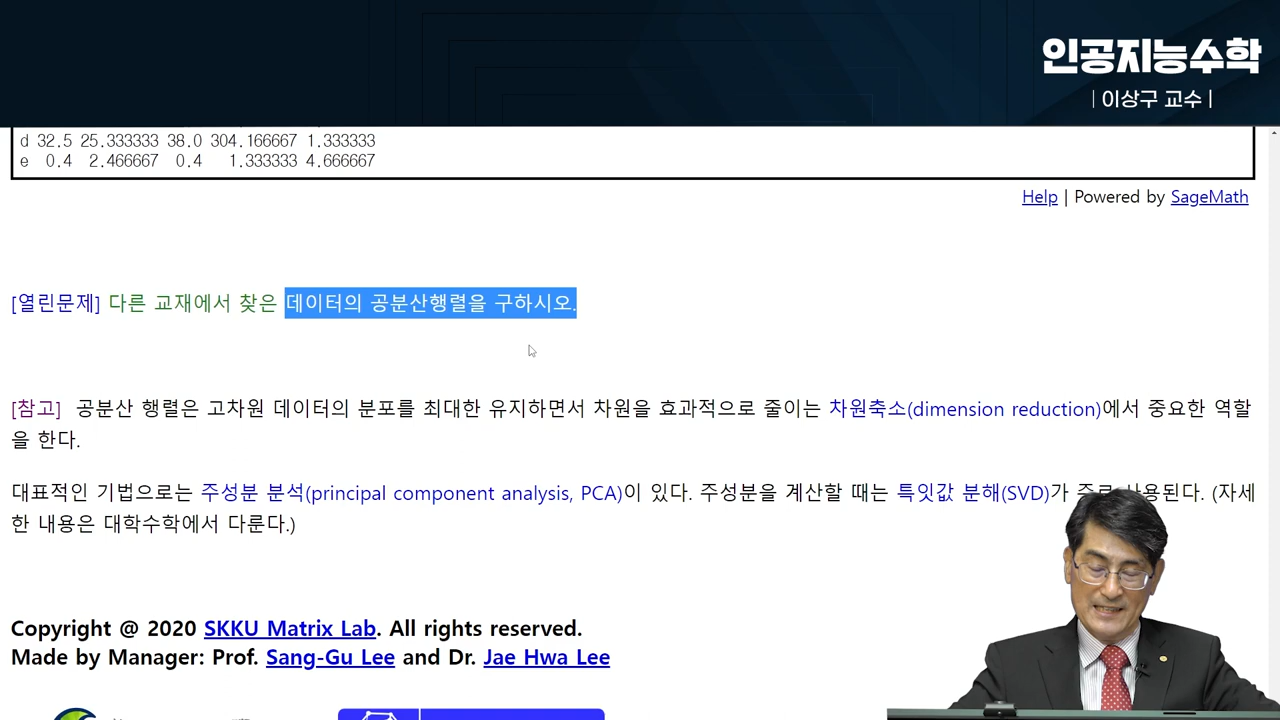 인공지능수학
| 이상구 교수 |
d 32.5 25.333333 38.0 304.166667 1.333333
e 0.4 2.466667 0.4 1.333333 4.666667
Help | Powered by SageMath
[열린문제] 다른 교재에서 찾은 데이터의 공분산행렬을 구하시오.
[참고] 공분산 행렬은 고차원 데이터의 분포를 최대한 유지하면서 차원을 효과적으로 줄이는 차원축소(dimension reduction)에서 중요한 역할
을 한다.
대표적인 기법으로는 주성분 분석(principal component analysis, PCA)이 있다. 주성분을 계산할 때는 특잇값 분해(SVD)가 주로 사용된다. (자세
한 내용은 대학수학에서 다룬다.)
Copyright @ 2020 SKKU Matrix Lab. All rights reserved.
Made by Manager: Prof. Sang-Gu Lee and Dr. Jae Hwa Lee